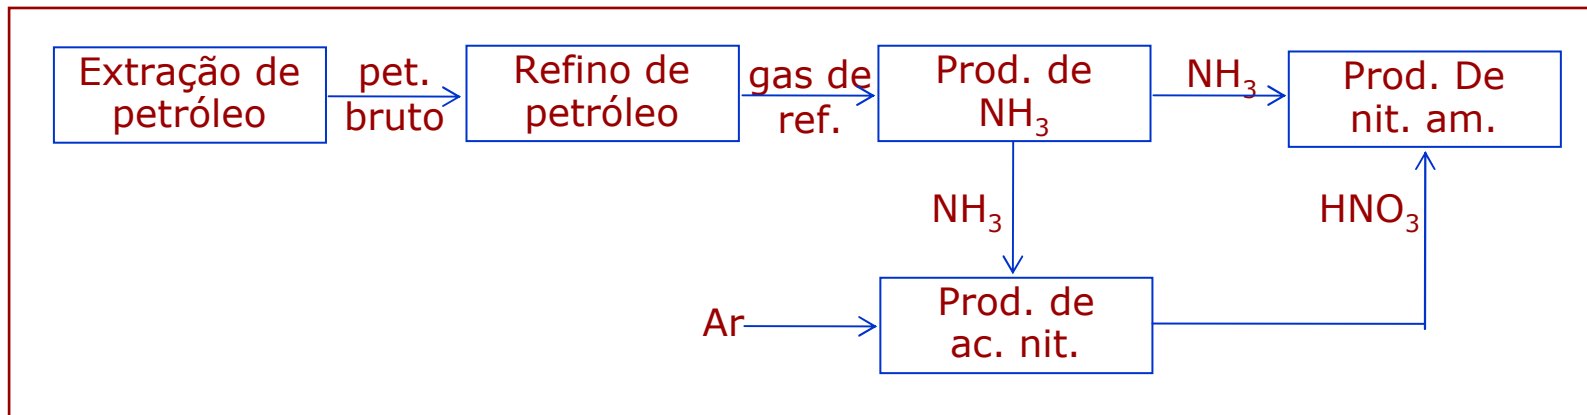 Extração de
petróleo
pet.
bruto
Refino de
petróleo
gas de
ref.
Prod. de
NH₃
NH₃
Prod. De
nit. am.
NH₃
HNO₃
Ar
Prod. de
ac. nit.